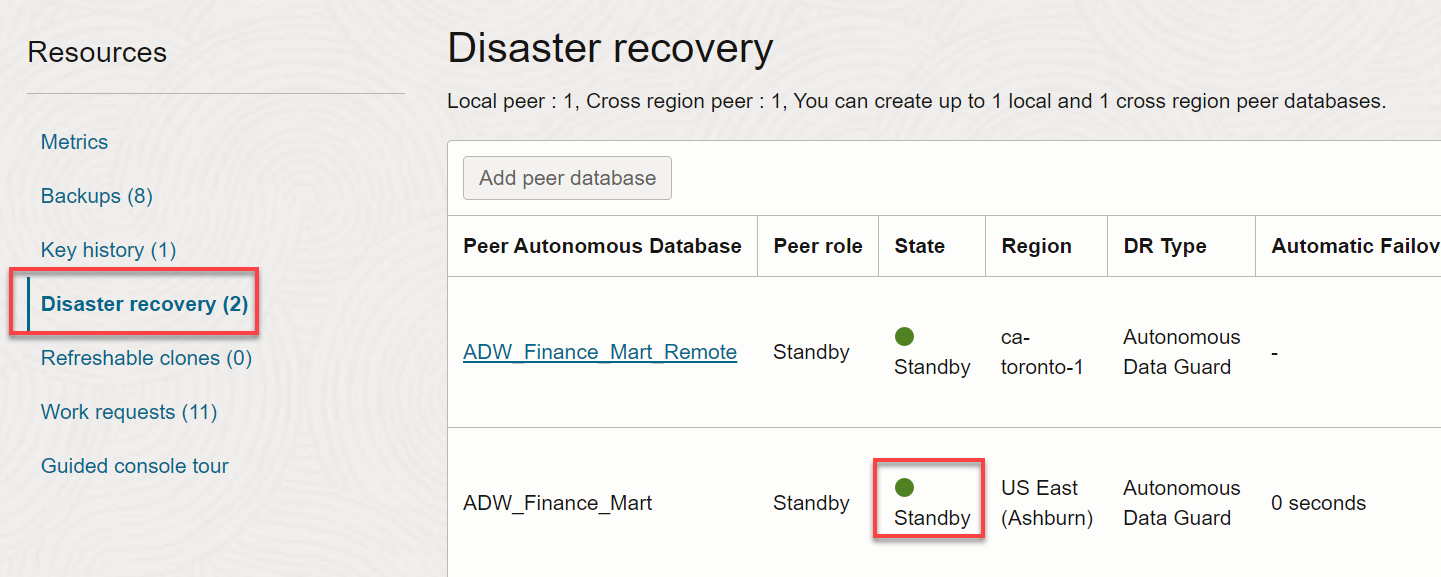 Resources
Metrics
Backups (8)
Key history (1)
Disaster recovery (2)
Refreshable clones (0)
Work requests (11)
Guided console tour
Disaster recovery
Local peer : 1, Cross region peer : 1, You can create up to 1 local and 1 cross region peer databases.
Add peer database
Peer Autonomous Database Peer role State Region DR Type Automatic Failov
ADW_Finance_Mart_Remote Standby Standby ca-
toronto-1 Autonomous
Data Guard -
ADW_Finance_Mart Standby Standby US East
(Ashburn) Autonomous
Data Guard 0 seconds